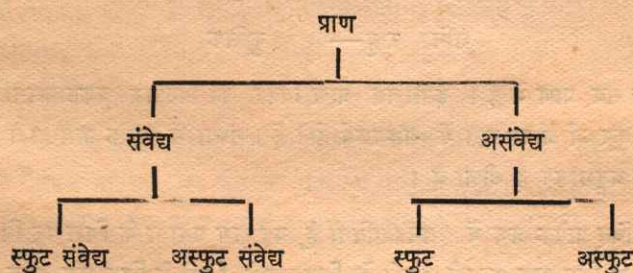 प्राण
संवेद्य असंवेद्य
स्फुट संवेद्य अस्फुट संवेद्य स्फुट अस्फुट